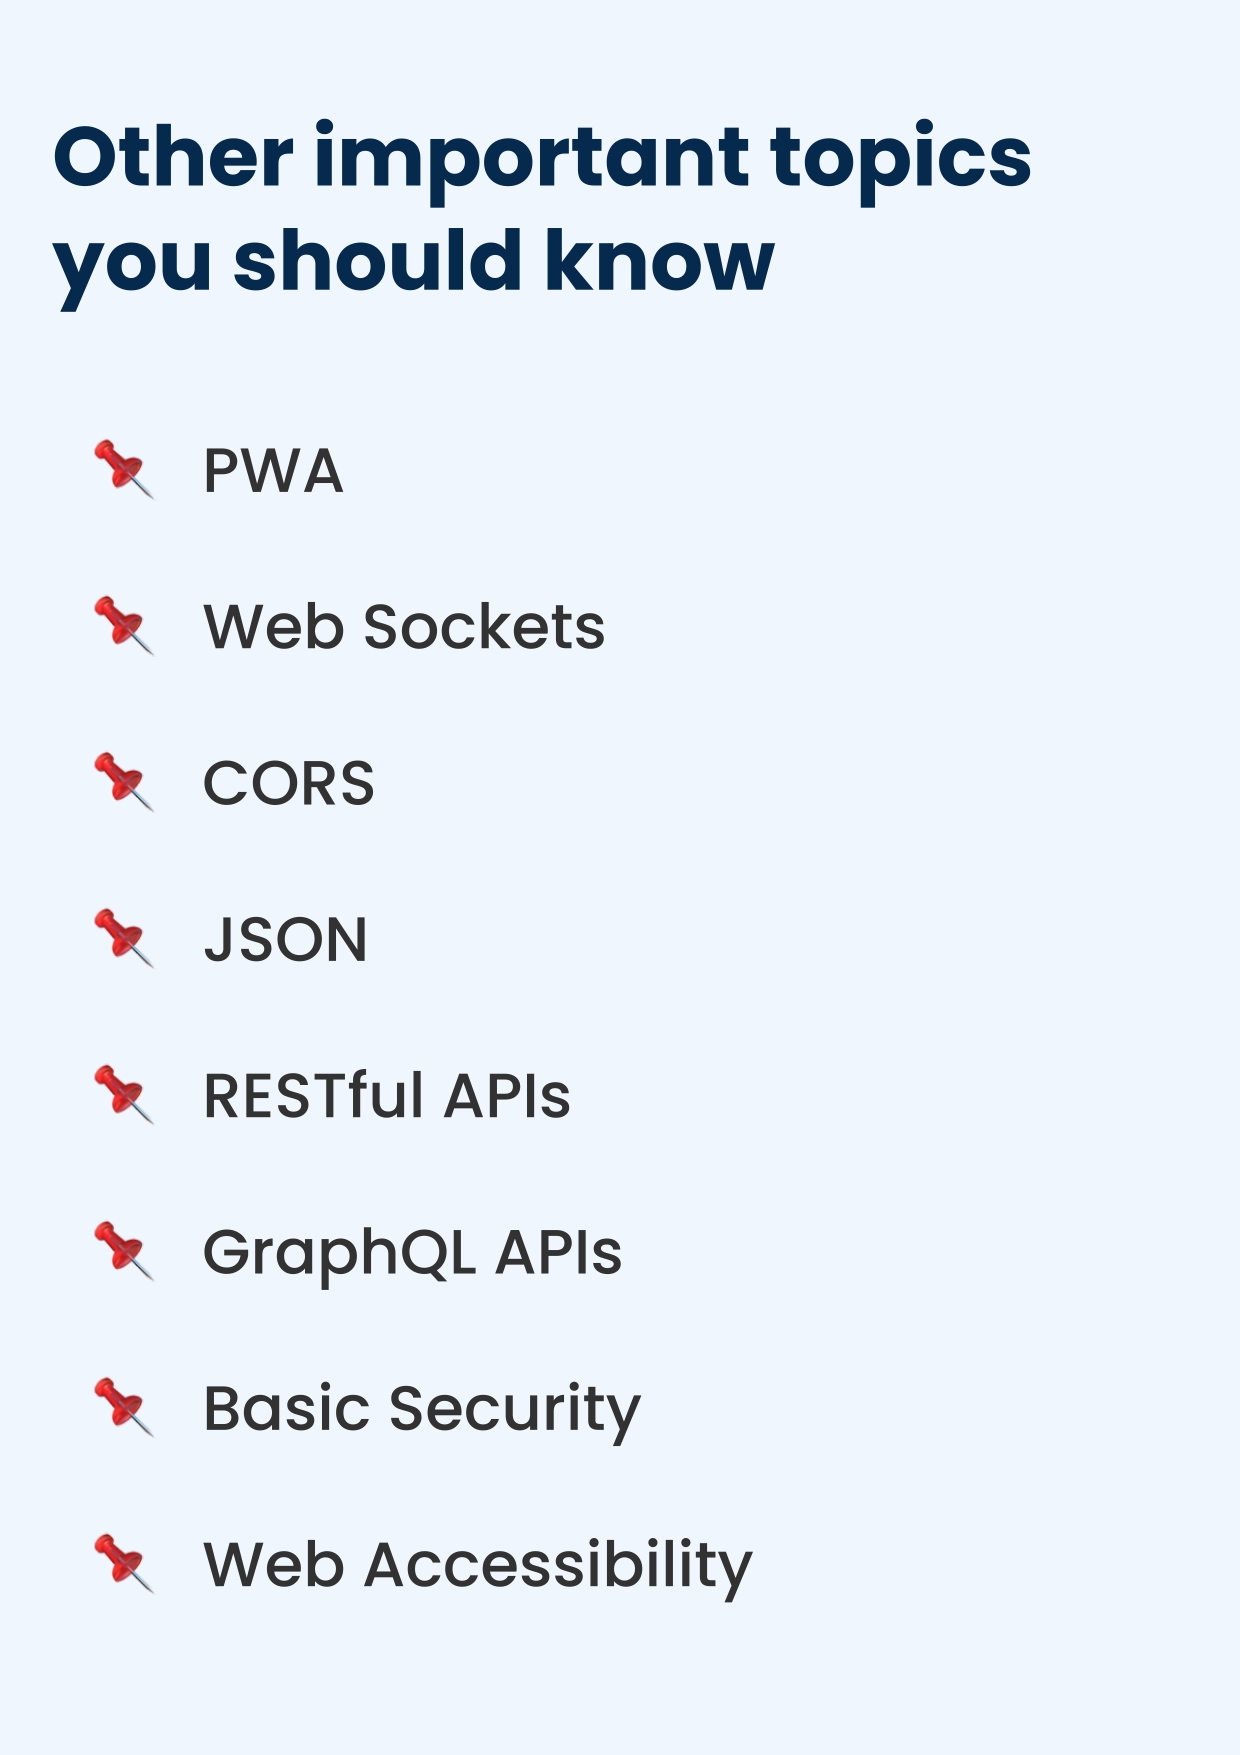 Other important topics
you should know
PWA
Web Sockets
CORS
JSON
RESTful APIs
GraphQL APIs
Basic Security
Web Accessibility